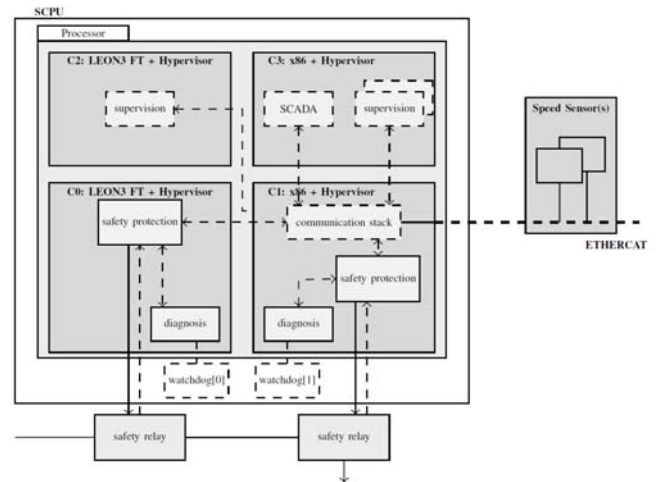 SCPU
Processor
C2: LEON3 FT + Hypervisor
C3: x86 + Hypervisor
supervision
SCADA
supervision
Speed Sensor(s)
C0: LEON3 FT + Hypervisor
C1: x86 + Hypervisor
safety protection
communication stack
ETHERCAT
safety protection
diagnosis
diagnosis
watchdog[0]
watchdog[1]
safety relay
safety relay